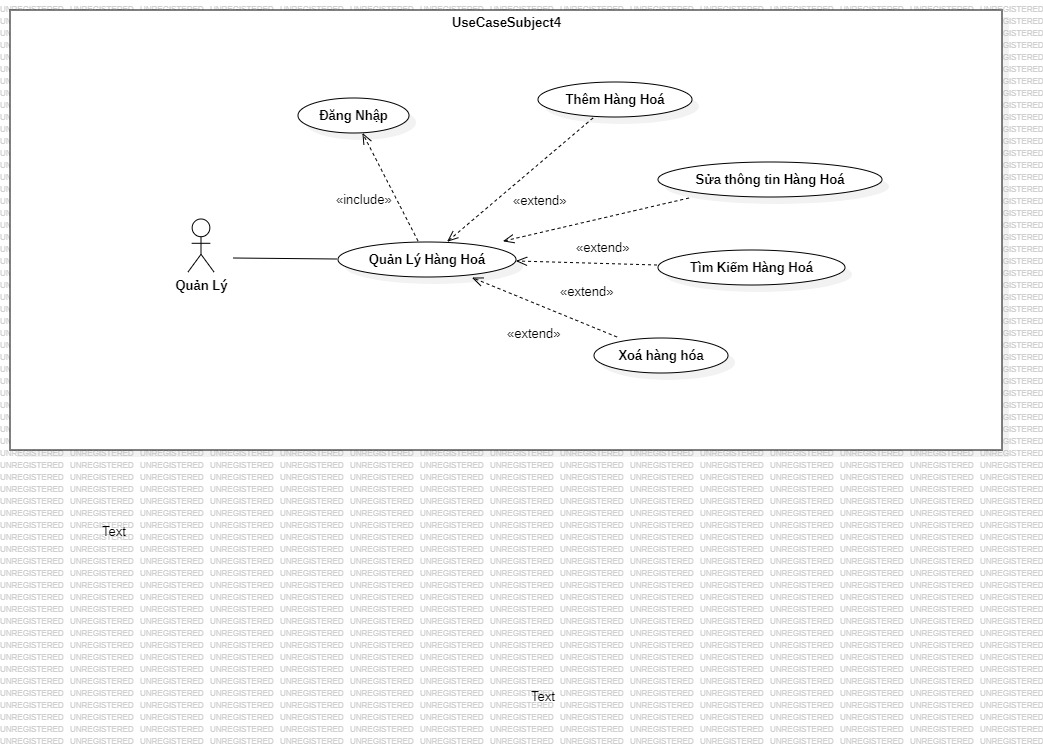 UseCaseSubject4
Thêm Hàng Hoá
Đăng Nhập
Sửa thông tin Hàng Hoá
«include»
«extend»
«extend»
Quản Lý Hàng Hoá
Tìm Kiếm Hàng Hoá
Quản Lý
«extend»
«extend»
Xoá hàng hóa
Text
Text
UNREGISTERED